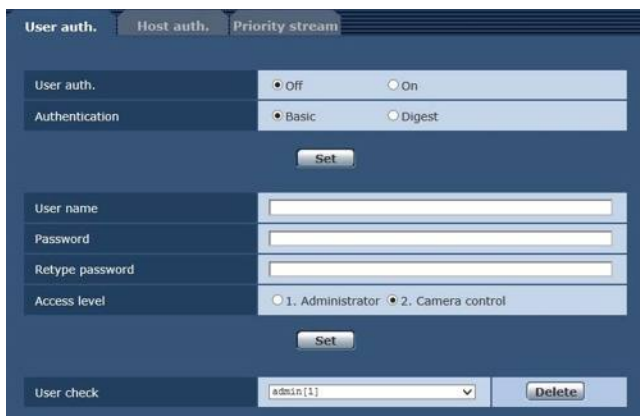 User auth. Host auth. Priority stream
User auth. Off On
Authentication Basic Digest
Set
User name
Password
Retype password
Access level 1. Administrator 2. Camera control
Set
User check admin[1] Delete